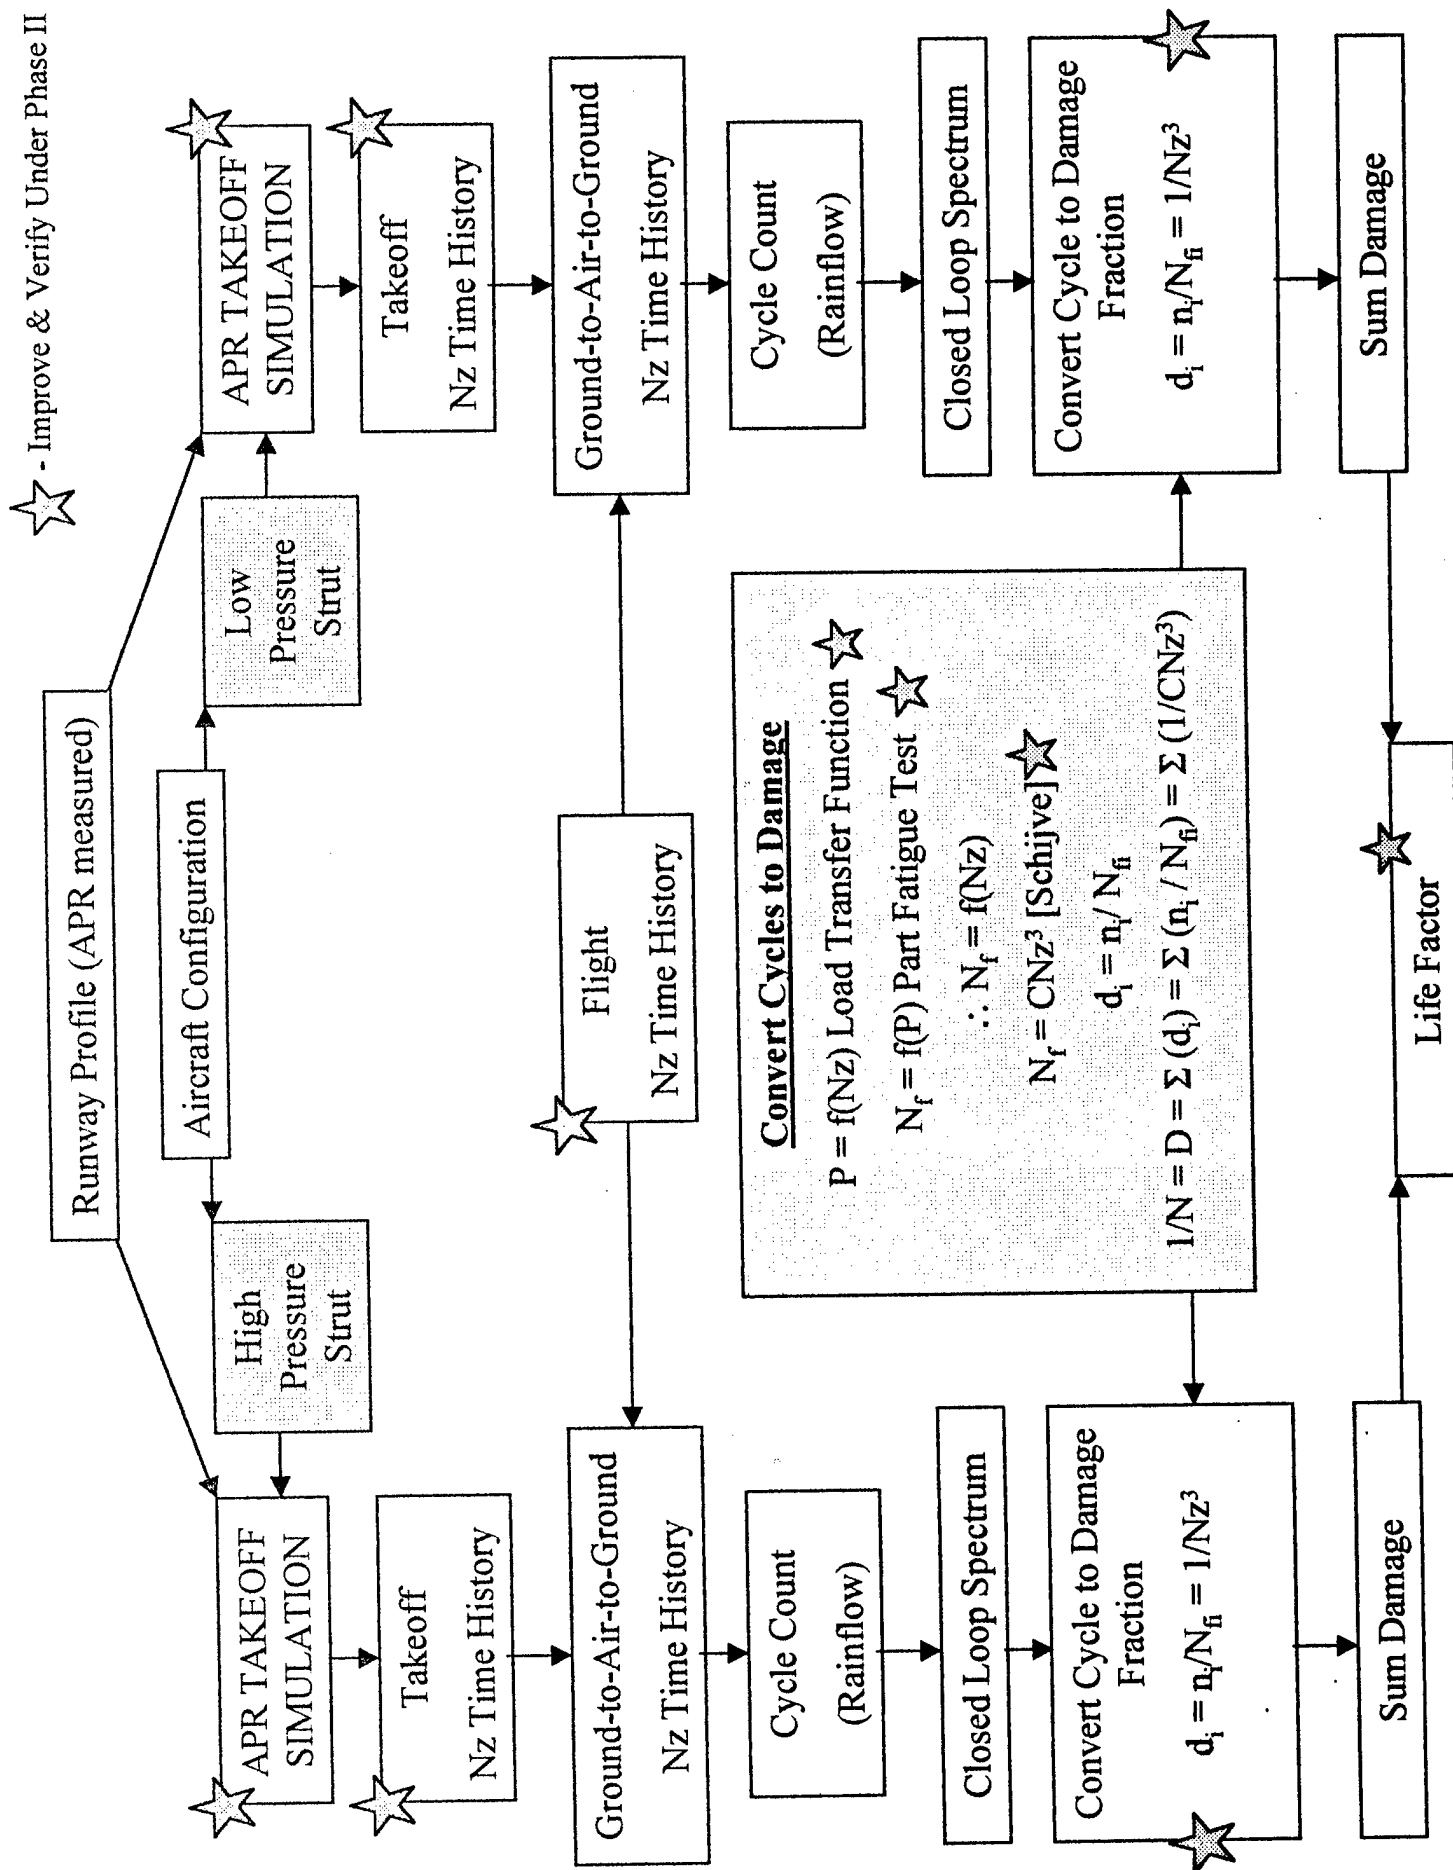 - Improve & Verify Under Phase II
Runway Profile (APR measured)
Aircraft Configuration
High
Pressure
Strut
Low
Pressure
Strut
APR TAKEOFF
SIMULATION
APR TAKEOFF
SIMULATION
Takeoff
Nz Time History
Takeoff
Nz Time History
Flight
Nz Time History
Ground-to-Air-to-Ground
Nz Time History
Ground-to-Air-to-Ground
Nz Time History
Cycle Count
(Rainflow)
Cycle Count
(Rainflow)
Closed Loop Spectrum
Closed Loop Spectrum
Convert Cycles to Damage
P = f(Nz) Load Transfer Function
N_f = f(P) Part Fatigue Test
∴ N_f = f(Nz)
N_f = CNz³ [Schijve]
d_i = n_i/ N_fi
1/N = D = Σ (d_i) = Σ (n_i / N_fi) = Σ (1/CNz³)
Convert Cycle to Damage
Fraction
d_i = n_i/N_fi = 1/Nz³
Convert Cycle to Damage
Fraction
d_i = n_i/N_fi = 1/Nz³
Sum Damage
Sum Damage
Life Factor